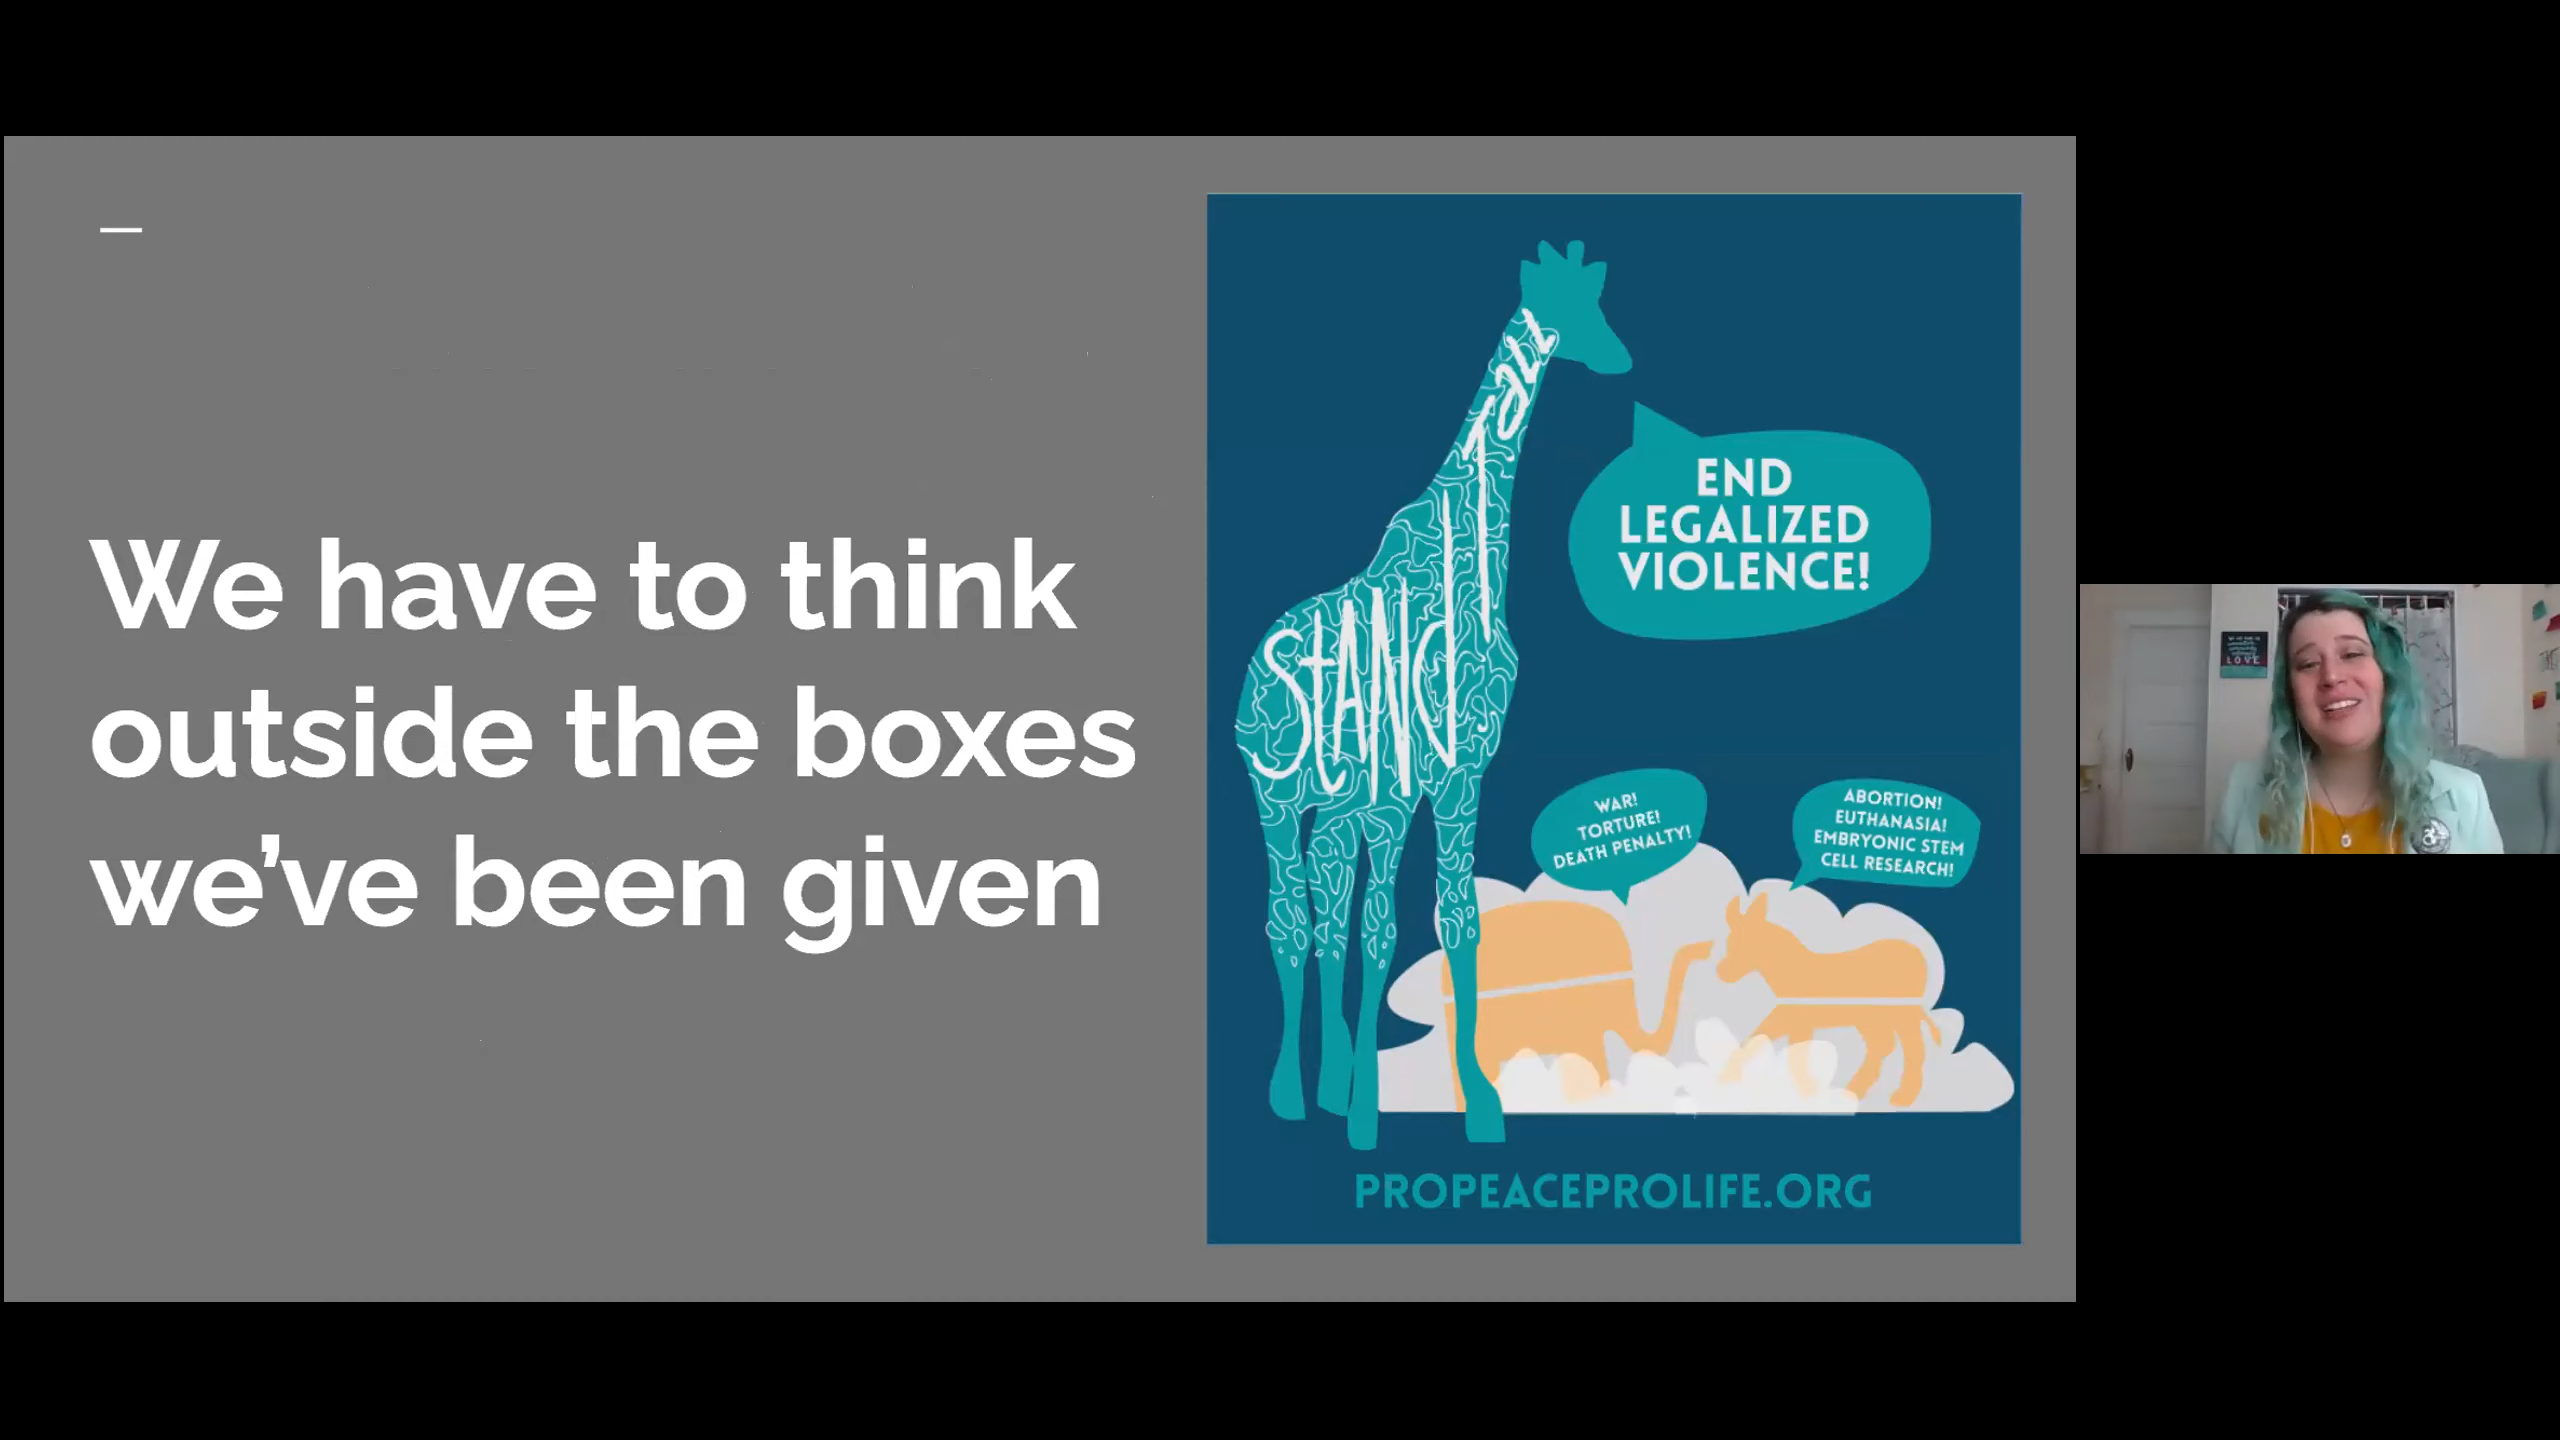 We have to think
outside the boxes
we've been given
STAND
TALL
END
LEGALIZED
VIOLENCE!
WAR!
TORTURE!
DEATH PENALTY!
ABORTION!
EUTHANASIA!
EMBRYONIC STEM
CELL RESEARCH!
PROPEACEPROLIFE.ORG
LOVE